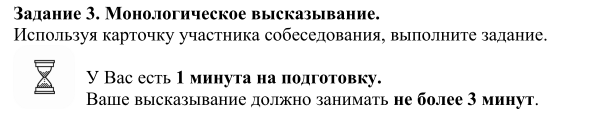 Задание 3. Монологическое высказывание.
Используя карточку участника собеседования, выполните задание.
У Вас есть 1 минута на подготовку.
Ваше высказывание должно занимать не более 3 минут.